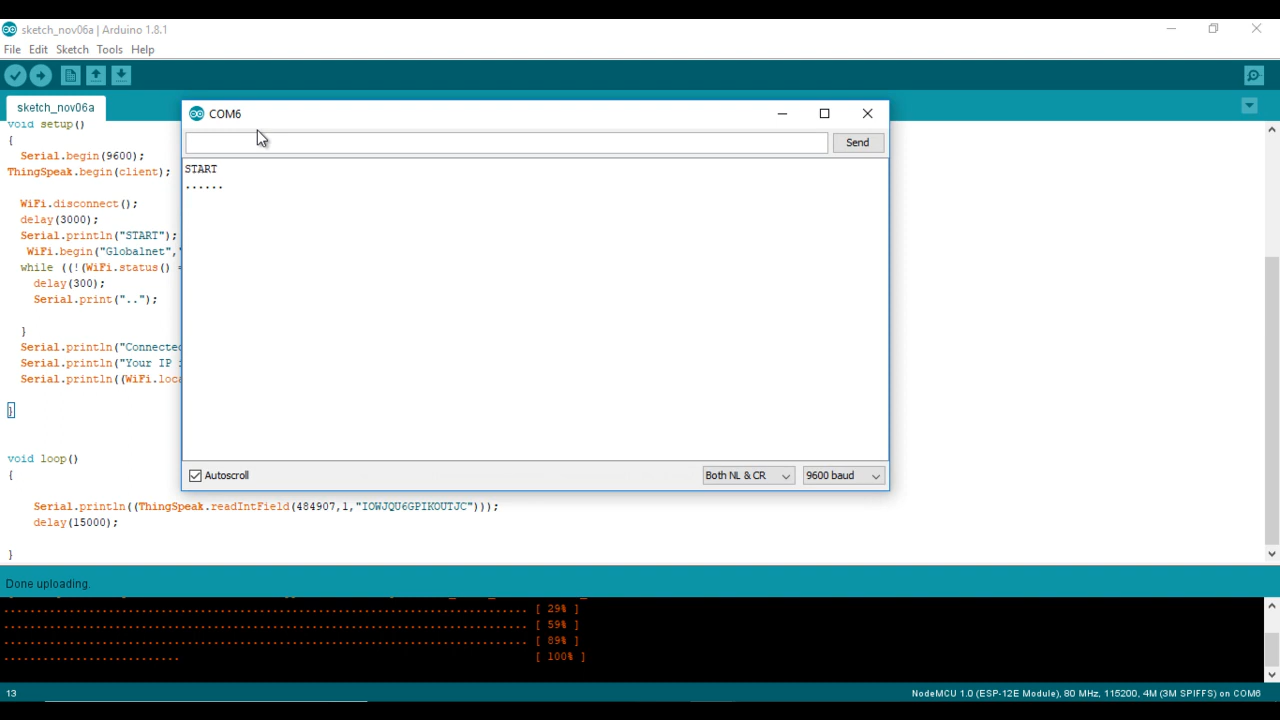 sketch_nov06a | Arduino 1.8.1
File Edit Sketch Tools Help
sketch_nov06a
COM6
Send
START
......
Autoscroll
Both NL & CR
9600 baud
void setup()
{
Serial.begin(9600);
ThingSpeak.begin(client);
WiFi.disconnect();
delay(3000);
Serial.println("START");
WiFi.begin("Globalnet",
while ((!(WiFi.status() =
delay(300);
Serial.print("..");
}
Serial.println("Connected
Serial.println("Your IP
Serial.println((WiFi.loca
}
void loop()
{
Serial.println((ThingSpeak.readIntField(484907,1,"IOWJQU6GPIKOUTJC")));
delay(15000);
}
Done uploading.
................................................................................ [ 29% ]
................................................................................ [ 59% ]
................................................................................ [ 89% ]
........................... [ 100% ]
13
NodeMCU 1.0 (ESP-12E Module), 80 MHz, 115200, 4M (3M SPIFFS) on COM6